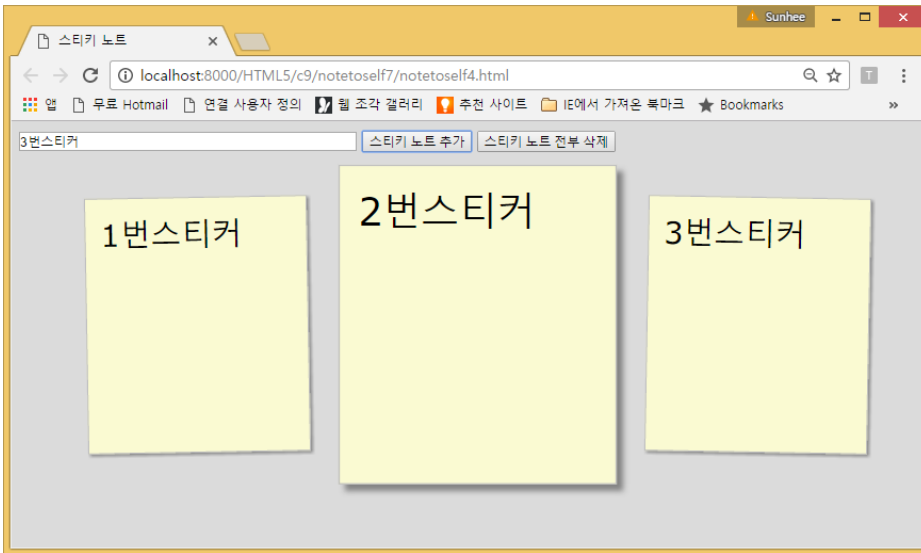 Sunhee
스티키 노트
localhost:8000/HTML5/c9/notetoself7/notetoself4.html
T
앱 무료 Hotmail 연결 사용자 정의 웹 조각 갤러리 추천 사이트 IE에서 가져온 북마크 Bookmarks »
3번스티커 스티키 노트 추가 스티키 노트 전부 삭제
1번스티커 2번스티커 3번스티커